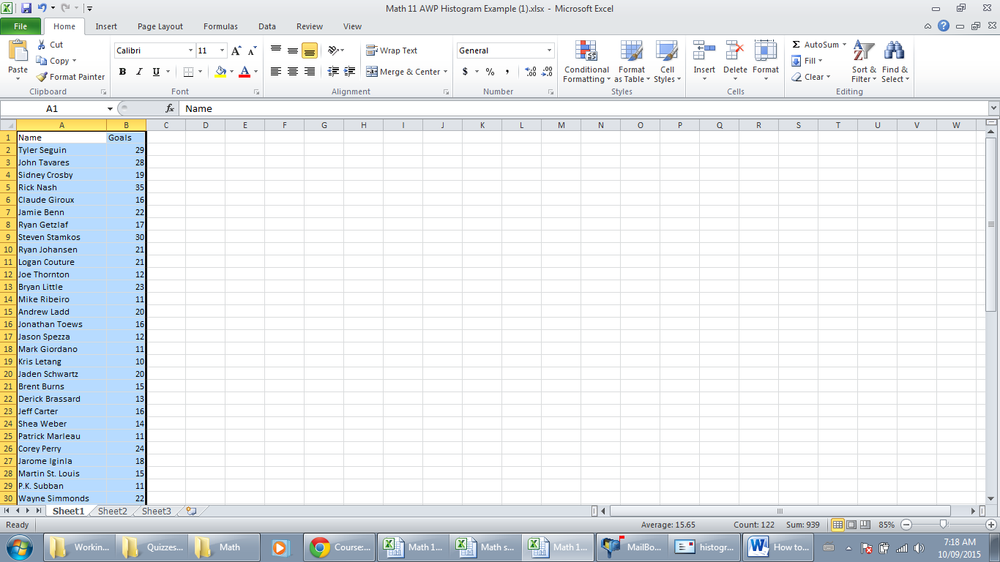 Math 11 AWP Histogram Example (1).xlsx - Microsoft Excel
File Home Insert Page Layout Formulas Data Review View
Paste
Cut
Copy
Format Painter
Clipboard
Calibri 11
B I U
Font
Wrap Text
Merge & Center
Alignment
General
$ % ,
Number
Conditional Formatting
Format as Table
Cell Styles
Styles
Insert Delete Format
Cells
Σ AutoSum
Fill
Clear
Sort & Filter
Find & Select
Editing
A1 fx Name
A B C D E F G H I J K L M N O P Q R S T U V W
1 Name Goals
2 Tyler Seguin 29
3 John Tavares 28
4 Sidney Crosby 19
5 Rick Nash 35
6 Claude Giroux 16
7 Jamie Benn 22
8 Ryan Getzlaf 17
9 Steven Stamkos 30
10 Ryan Johansen 21
11 Logan Couture 21
12 Joe Thornton 12
13 Bryan Little 23
14 Mike Ribeiro 11
15 Andrew Ladd 20
16 Jonathan Toews 16
17 Jason Spezza 12
18 Mark Giordano 11
19 Kris Letang 10
20 Jaden Schwartz 20
21 Brent Burns 15
22 Derick Brassard 13
23 Jeff Carter 16
24 Shea Weber 14
25 Patrick Marleau 11
26 Corey Perry 24
27 Jarome Iginla 18
28 Martin St. Louis 15
29 P.K. Subban 11
30 Wayne Simmonds 22
Sheet1 Sheet2 Sheet3
Ready Average: 15.65 Count: 122 Sum: 939 85%
Workin... Quizzes... Math Course:... Math 1... Math s... Math 1... MailBo... histogr... How to...
7:18 AM
10/09/2015